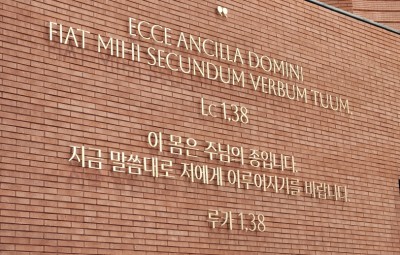 ECCE ANCILLA DOMINI
FIAT MIHI SECUNDUM VERBUM TUUM.
Lc 1,38
이 몸은 주님의 종입니다.
지금 말씀대로 저에게 이루어지기를 바랍니다.
루가 1,38